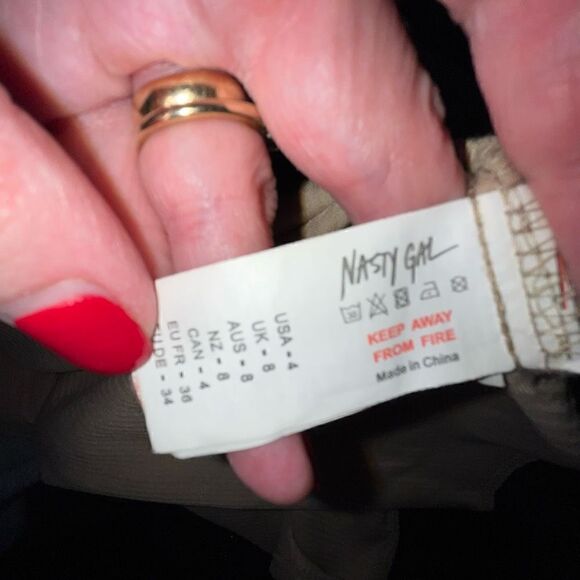 NASTY GAL
KEEP AWAY
FROM FIRE
Made in China
USA - 4
UK - 8
AUS - 8
NZ - 8
CAN - 4
EU FR - 36
EU DE - 34